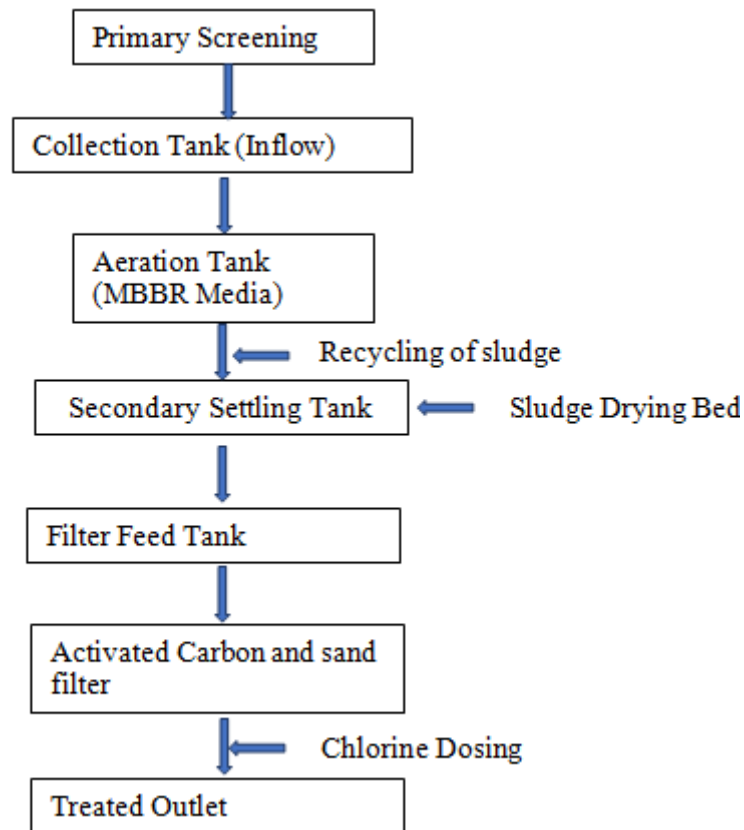 Primary Screening
Collection Tank (Inflow)
Aeration Tank
(MBBR Media)
Recycling of sludge
Secondary Settling Tank
Sludge Drying Bed
Filter Feed Tank
Activated Carbon and sand
filter
Chlorine Dosing
Treated Outlet